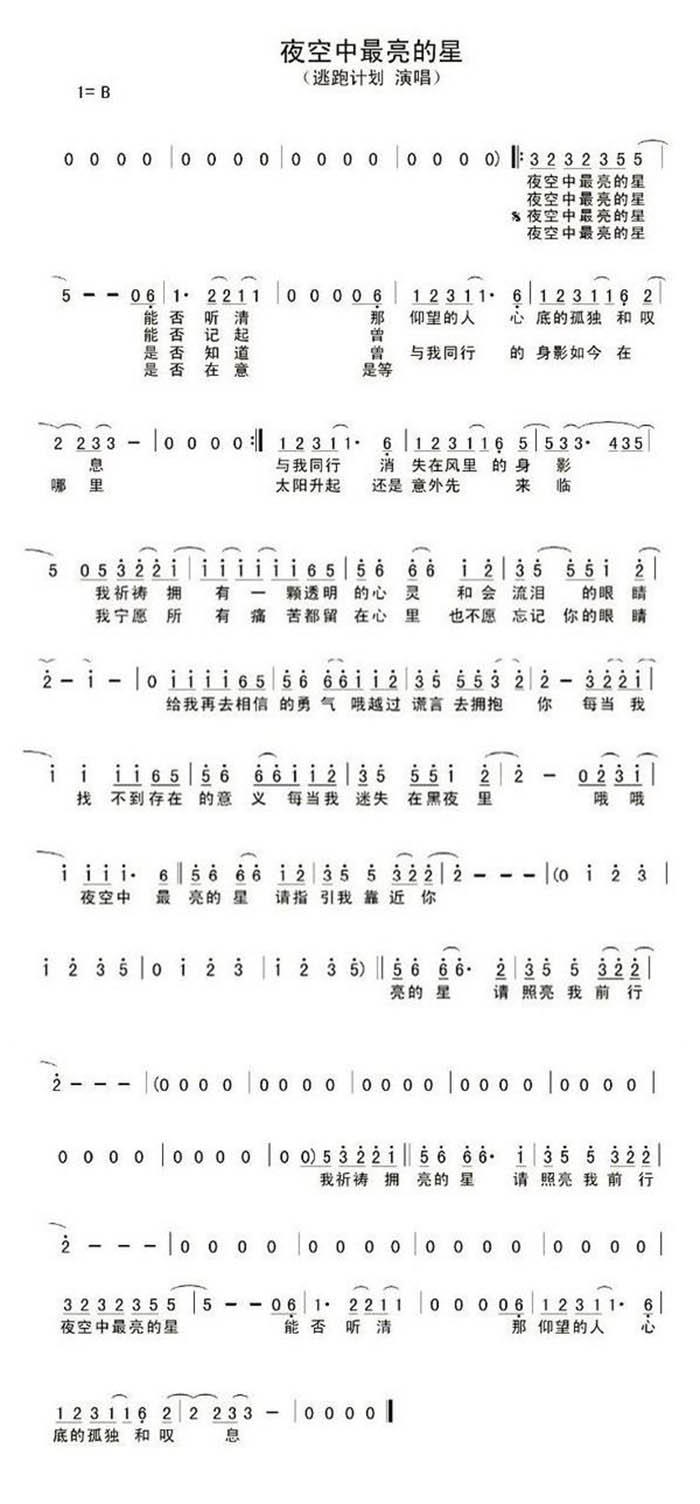 夜空中最亮的星
(逃跑计划 演唱)
1= B
0 0 0 0 | 0 0 0 0 | 0 0 0 0 | 0 0 0 0) ‖: 3 2 3 2 3 5 5 5 |
夜空中最亮的星
夜空中最亮的星
𝄋 夜空中最亮的星
夜空中最亮的星
5 - - 0 6̣ | 1· 2 2 1 1 | 0 0 0 0 6̣ | 1 2 3 1 1· 6̣ | 1 2 3 1 1 6̣ 2 |
能 否 听 清 那 仰望的人 心 底的孤独 和叹
能 否 记 起 曾
是 否 知 道 曾 与我同行 的 身影如今 在
是 否 在 意 是等
2 2 3 3 - | 0 0 0 0 :‖ 1 2 3 1 1· 6̣ | 1 2 3 1 1 6̣ 5 | 5 3 3· 4 3 5 |
息 与我同行 消 失在风里 的 身 影
哪 里 太阳升起 还是 意外先 来 临
5 0 5 3̇ 2̇ 2̇ 1̇ | 1̇ 1̇ 1̇ 1̇ 1̇ 1̇ 6 5 | 5̇ 6̇ 6̇ 6̇ 1̇ 2̇ | 3̇ 5̇ 5̇ 5̇ 1̇ 2̇ |
我祈祷 拥 有 一 颗透明 的心灵 和会 流泪 的眼睛
我宁愿 所 有 痛 苦都留 在心里 也不愿 忘记 你的眼睛
2̇ - 1̇ - | 0 1̇ 1̇ 1̇ 1̇ 6 5 | 5̇ 6̇ 6̇ 6̇ 1̇ 1̇ 2̇ | 3̇ 5̇ 5̇ 5̇ 3̇ 2̇ | 2̇ - 3̇ 2̇ 2̇ 1̇ |
给我再去相信 的勇气 哦越过 谎言 去拥抱 你 每当我
1̇ 1̇ 1̇ 1̇ 6 5 | 5̇ 6̇ 6̇ 6̇ 1̇ 1̇ 2̇ | 3̇ 5̇ 5̇ 5̇ 1̇ 2̇ | 2̇ - 0 2̇ 3̇ 1̇ |
找 不到存在 的意义 每当我 迷失 在黑夜里 哦哦
1̇ 1̇ 1̇ 1̇· 6 ‖ 5̇ 6̇ 6̇ 6̇ 1̇ 2̇ | 3̇ 5̇ 5̇ 3̇ 2̇ 2̇ | 2̇ - - - | (0 1̇ 2̇ 3̇ |
夜空中 最 亮的星 请指 引我 靠近你
1̇ 2̇ 3̇ 5̇ | 0 1̇ 2̇ 3̇ | 1̇ 2̇ 3̇ 5̇) ‖ 5̇ 6̇ 6̇ 6̇· 2̇ | 3̇ 5̇ 5̇ 3̇ 2̇ 2̇ |
亮的 星 请 照亮 我 前 行
2̇ - - - | (0 0 0 0 | 0 0 0 0 | 0 0 0 0 | 0 0 0 0 | 0 0 0 0 |
0 0 0 0 | 0 0 0 0 | 0 0) 5 3̇ 2̇ 2̇ 1̇ ‖ 5̇ 6̇ 6̇ 6̇· 1̇ | 3̇ 5̇ 5̇ 3̇ 2̇ 2̇ |
我祈祷 拥 亮的星 请 照亮 我 前行
2̇ - - - | 0 0 0 0 | 0 0 0 0 | 0 0 0 0 | 0 0 0 0 |
3 2 3 2 3 5 5 5 | 5 - - 0 6̣ | 1· 2 2 1 1 | 0 0 0 0 6̣ | 1 2 3 1 1· 6̣ |
夜空中最亮的星 能 否 听 清 那 仰望的人 心
1 2 3 1 1 6̣ 2 | 2 2 3 3 - | 0 0 0 0 ‖
底的孤独 和叹 息